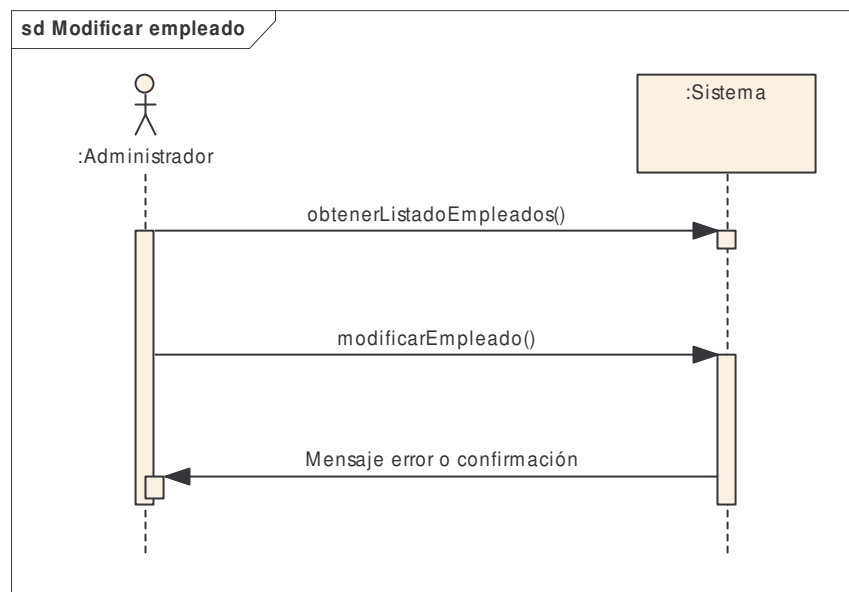 sd Modificar empleado
:Administrador
:Sistema
obtenerListadoEmpleados()
modificarEmpleado()
Mensaje error o confirmación